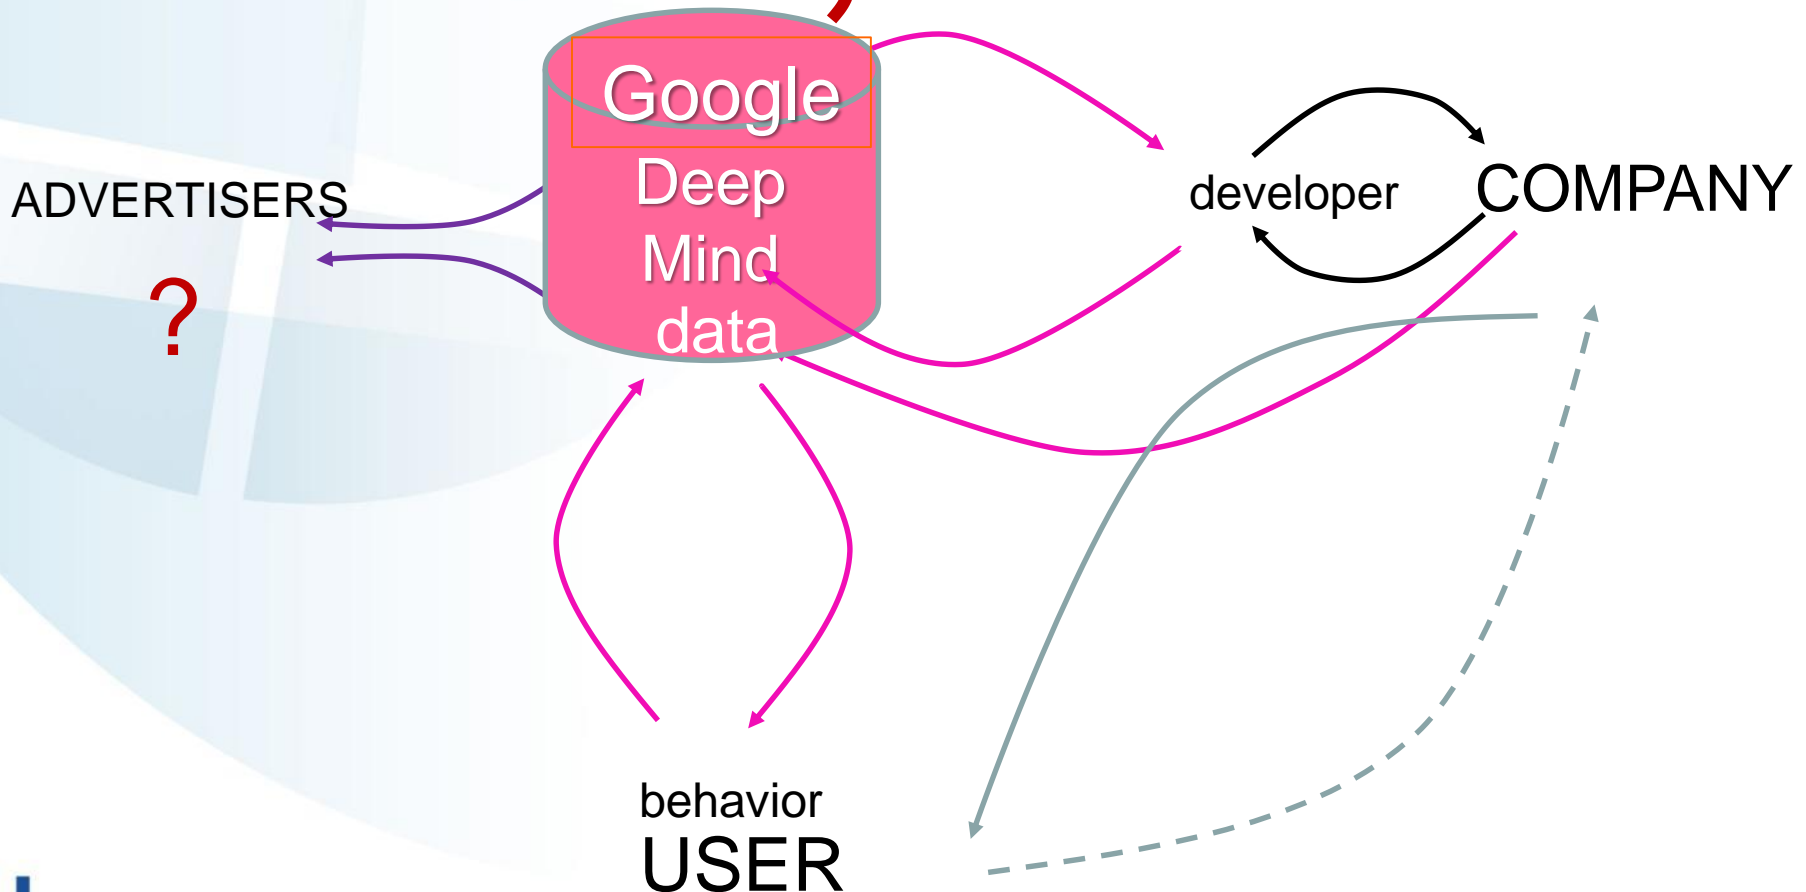 Google
Deep
Mind
data
ADVERTISERS
?
developer
COMPANY
behavior
USER